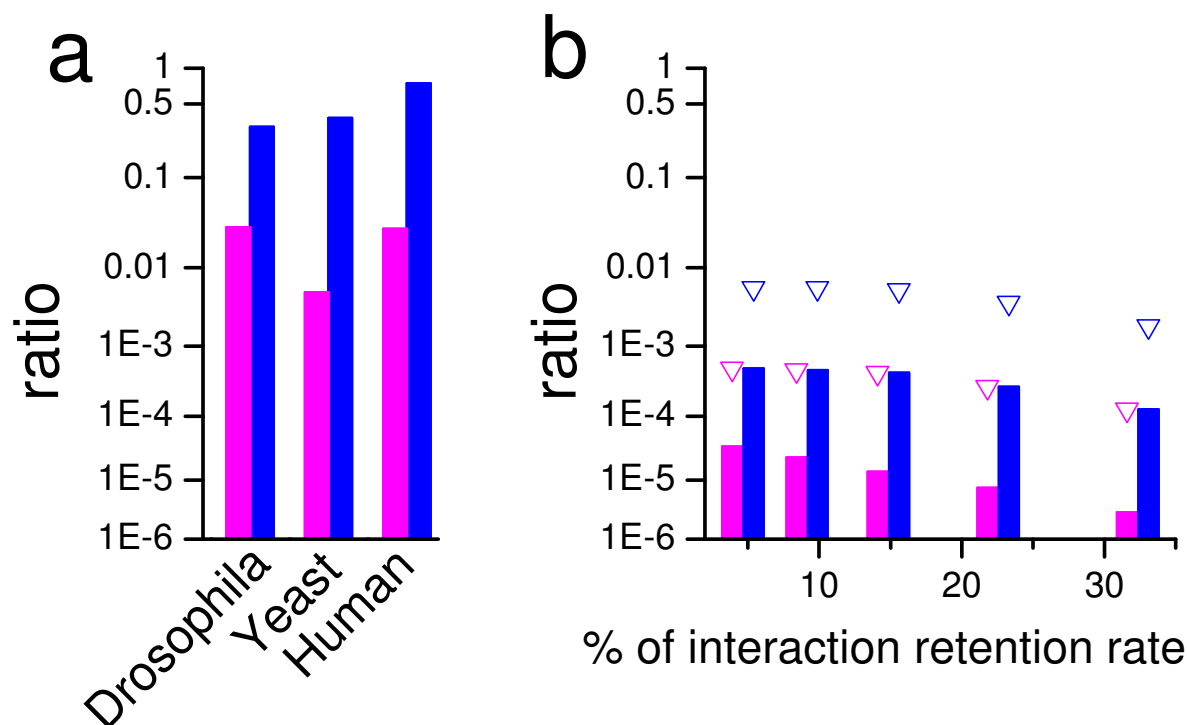 a
1
0.5
0.1
0.01
1E-3
1E-4
1E-5
1E-6
ratio
Drosophila
Yeast
Human
b
1
0.5
0.1
0.01
1E-3
1E-4
1E-5
1E-6
ratio
10
20
30
% of interaction retention rate